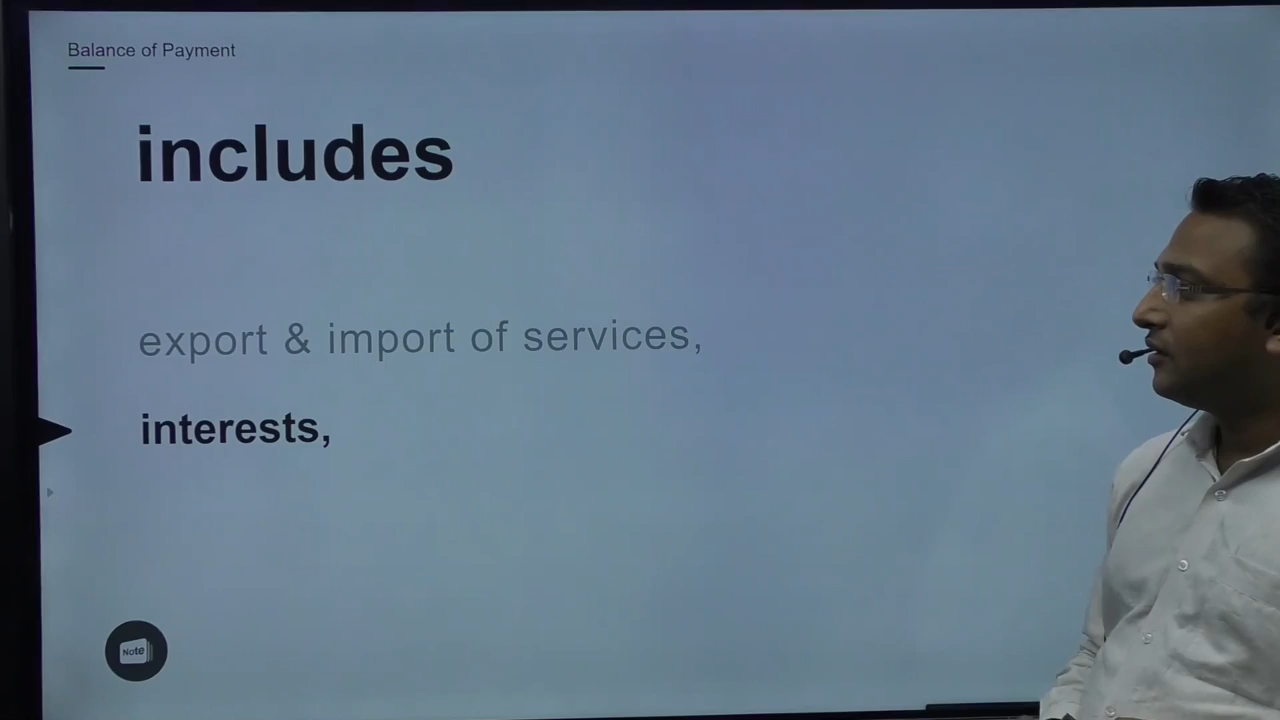 Balance of Payment
includes
export & import of services,
interests,
Note